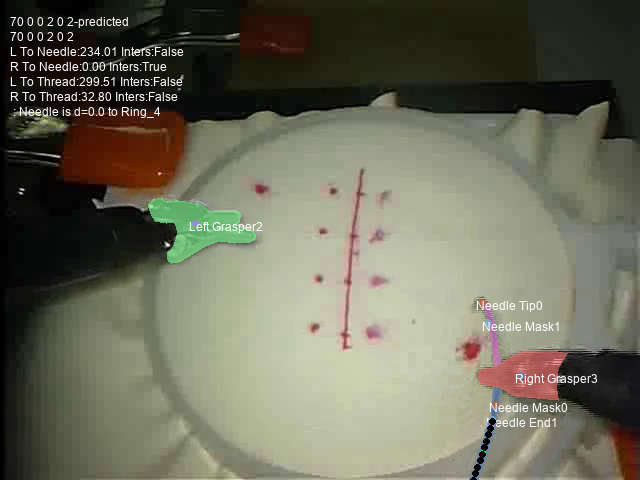 70 0 0 2 0 2-predicted
70 0 0 2 0 2
L To Needle:234.01 Inters:False
R To Needle:0.00 Inters:True
L To Thread:299.51 Inters:False
R To Thread:32.80 Inters:False
: Needle is d=0.0 to Ring_4
Left Grasper2
Needle Tip0
Needle Mask1
Right Grasper3
Needle Mask0
Needle End1